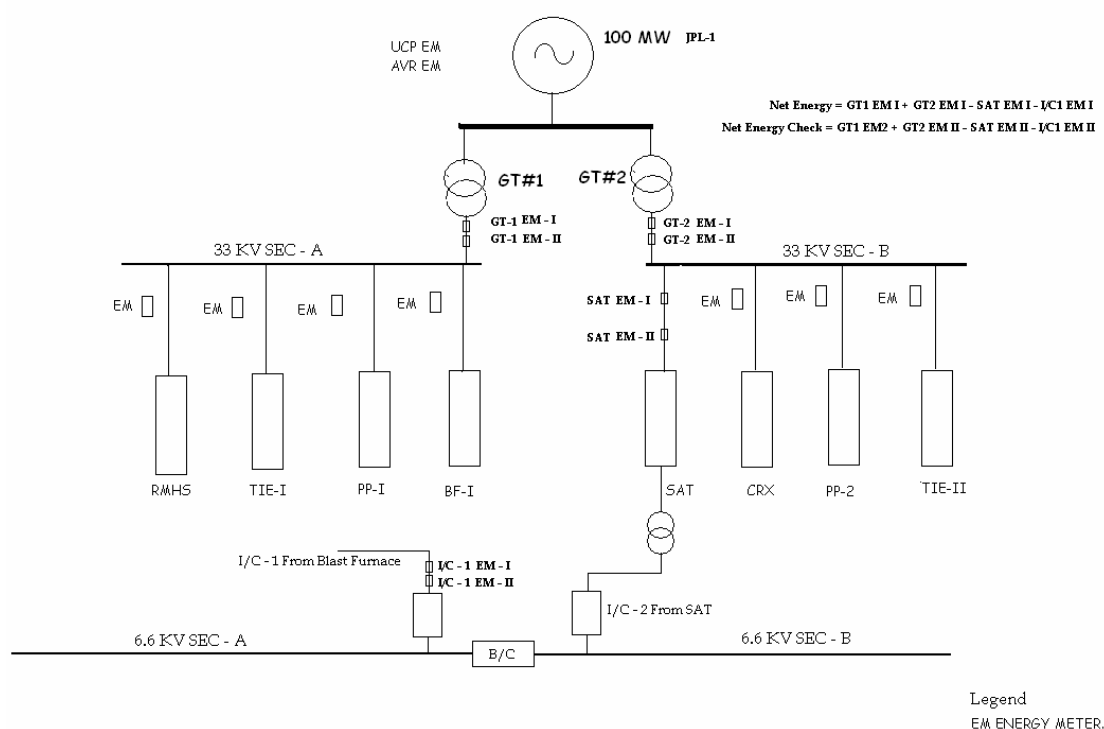 100 MW JPL-1
UCP EM
AVR EM
Net Energy = GT1 EM I + GT2 EM I - SAT EM I - I/C1 EM I
Net Energy Check = GT1 EM2 + GT2 EM II - SAT EM II - I/C1 EM II
GT#1
GT#2
GT-1 EM - I
GT-1 EM - II
GT-2 EM - I
GT-2 EM - II
33 KV SEC - A
33 KV SEC - B
EM
EM
EM
EM
SAT EM - I
SAT EM - II
EM
EM
EM
RMHS
TIE-I
PP-I
BF-I
SAT
CRX
PP-2
TIE-II
I/C - 1 From Blast Furnace
I/C - 1 EM - I
I/C - 1 EM - II
I/C - 2 From SAT
6.6 KV SEC - A
B/C
6.6 KV SEC - B
Legend
EM ENERGY METER.